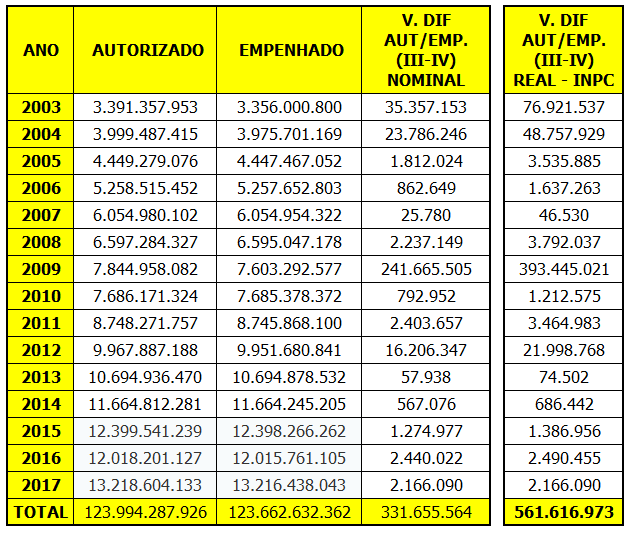 ANO AUTORIZADO EMPENHADO V. DIF AUT/EMP. (III-IV) NOMINAL V. DIF AUT/EMP. (III-IV) REAL - INPC
2003 3.391.357.953 3.356.000.800 35.357.153 76.921.537
2004 3.999.487.415 3.975.701.169 23.786.246 48.757.929
2005 4.449.279.076 4.447.467.052 1.812.024 3.535.885
2006 5.258.515.452 5.257.652.803 862.649 1.637.263
2007 6.054.980.102 6.054.954.322 25.780 46.530
2008 6.597.284.327 6.595.047.178 2.237.149 3.792.037
2009 7.844.958.082 7.603.292.577 241.665.505 393.445.021
2010 7.686.171.324 7.685.378.372 792.952 1.212.575
2011 8.748.271.757 8.745.868.100 2.403.657 3.464.983
2012 9.967.887.188 9.951.680.841 16.206.347 21.998.768
2013 10.694.936.470 10.694.878.532 57.938 74.502
2014 11.664.812.281 11.664.245.205 567.076 686.442
2015 12.399.541.239 12.398.266.262 1.274.977 1.386.956
2016 12.018.201.127 12.015.761.105 2.440.022 2.490.455
2017 13.218.604.133 13.216.438.043 2.166.090 2.166.090
TOTAL 123.994.287.926 123.662.632.362 331.655.564 561.616.973